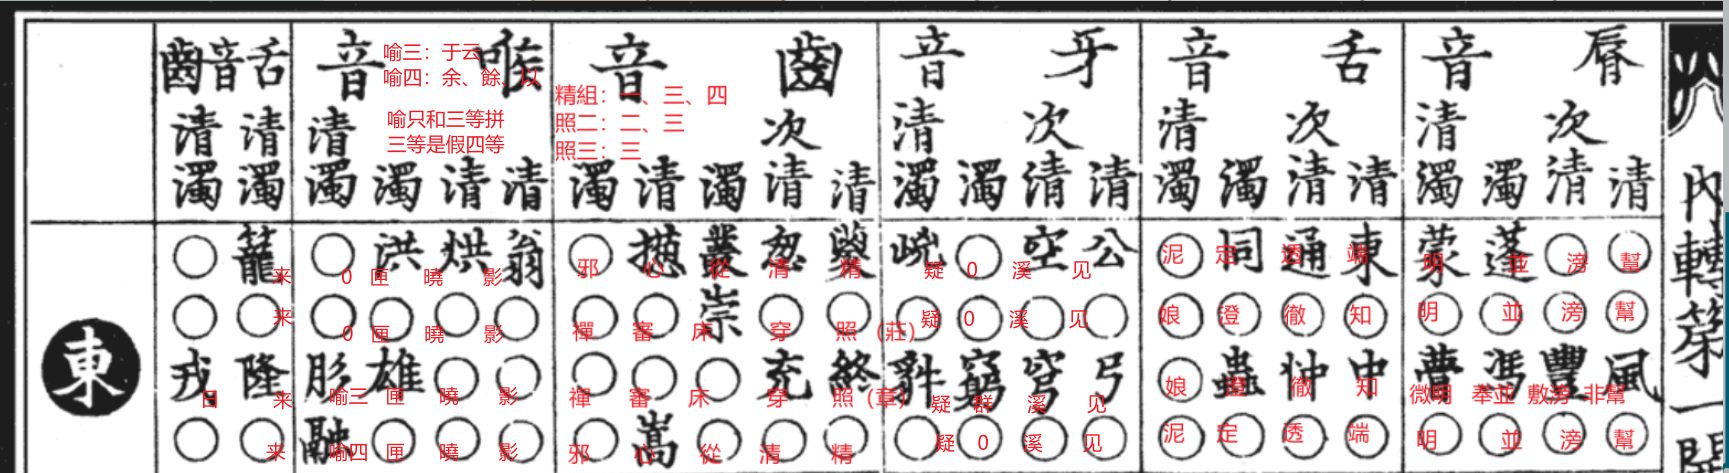 內轉第一開
脣音
舌音
牙音
齒音
喉音
舌音齒
清 次清 濁 清濁
清 次清 濁 清濁
清 次清 濁 清濁
清 次清 濁 清 濁
清 清 濁 清濁
清濁 清濁
喻三：于云
喻四：余、餘、以
喻只和三等拼
三等是假四等
精組：一、三、四
照二：二、三
照三：三
東
○ ○ 蓬 蒙 東 通 同 ○ 公 空 ○ 㟅 㚇 怱 叢 㨑 ○ 翁 烘 洪 ○ 籠 ○
来 0 匣 曉 影 邪 心 從 清 精 疑 0 溪 见 泥 定 透 端 明 並 滂 幫
○ ○ ○ ○ ○ ○ ○ ○ ○ ○ ○ ○ ○ ○ 崇 ○ ○ ○ ○ ○ ○ ○ ○
来 0 匣 曉 影 禪 審 床 穿 照（莊） 疑 0 溪 见 娘 澄 徹 知 明 並 滂 幫
風 豐 馮 夢 中 忡 蟲 ○ 弓 穹 窮 終 充 ○ ○ ○ ○ ○ 雄 肜 隆 戎
日 来 喻三 匣 曉 影 禪 審 床 穿 照（章） 疑 群 溪 见 娘 澄 徹 知 微明 奉並 敷滂 非幫
○ ○ ○ ○ ○ ○ ○ ○ ○ ○ ○ ○ ○ ○ ○ 嵩 ○ ○ ○ ○ 融 ○ ○
来 喻四 匣 曉 影 邪 心 從 清 精 疑 0 溪 见 泥 定 透 端 明 並 滂 幫